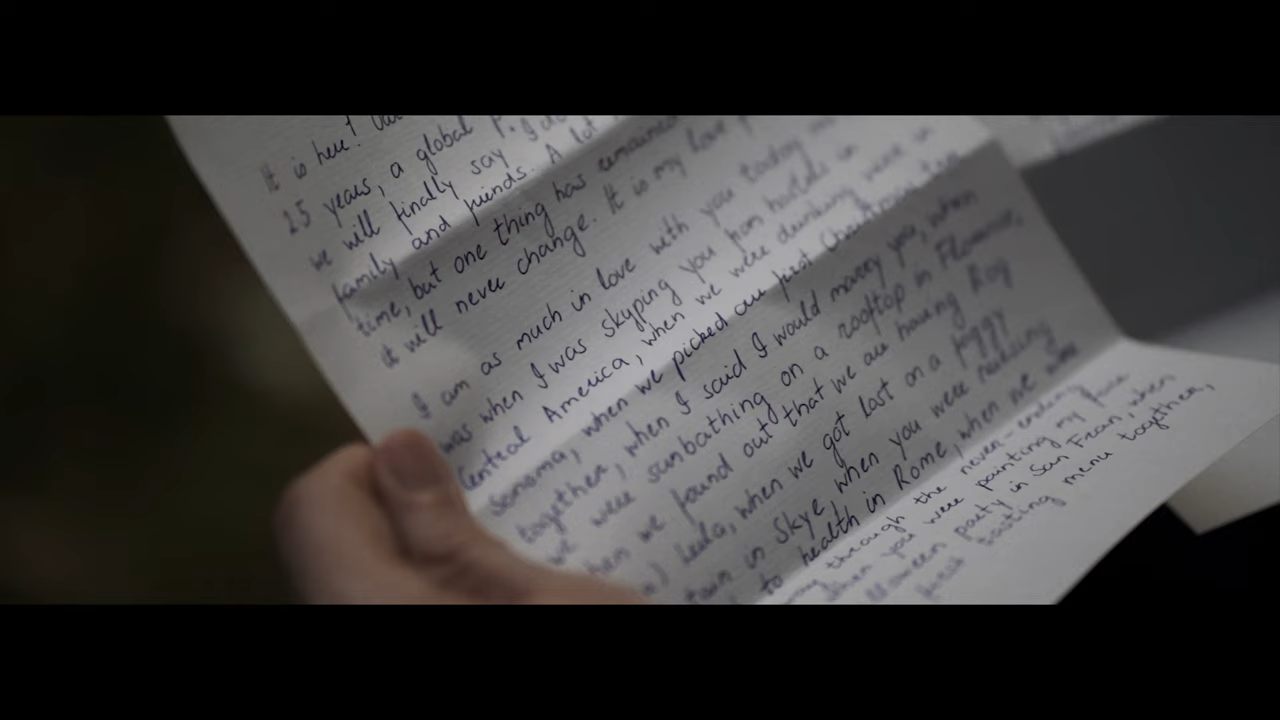 It is here!
25 years, a global
we will finally say I do
family and friends. A lot
time, but one thing has remained
it will never change. It is my love
I am as much in love with you today as
was when I was skyping you from hostels in
Central America, when we were drinking wine in
Sonoma, when we picked our first Christmas tree
together, when I said I would marry you, when
we were sunbathing on a rooftop in Florence,
when we found out that we are having
) Leila, when we got lost on a foggy
in Skye when you were nursing
to health in Rome, when we were
through the never-ending
when you were painting my face
party in San Fran, when
first tasting menu together,